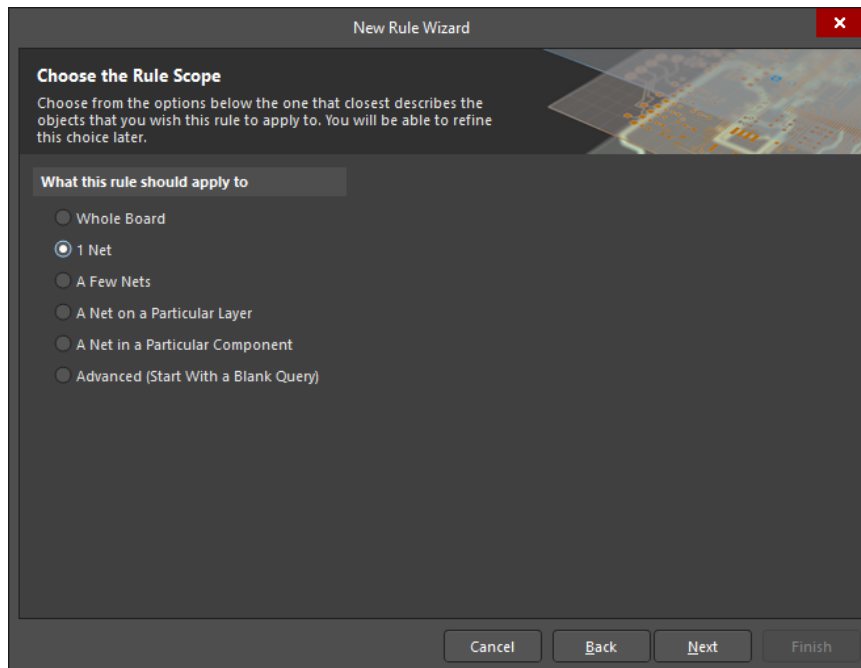 New Rule Wizard
Choose the Rule Scope
Choose from the options below the one that closest describes the
objects that you wish this rule to apply to. You will be able to refine
this choice later.
What this rule should apply to
Whole Board
1 Net
A Few Nets
A Net on a Particular Layer
A Net in a Particular Component
Advanced (Start With a Blank Query)
Cancel Back Next Finish